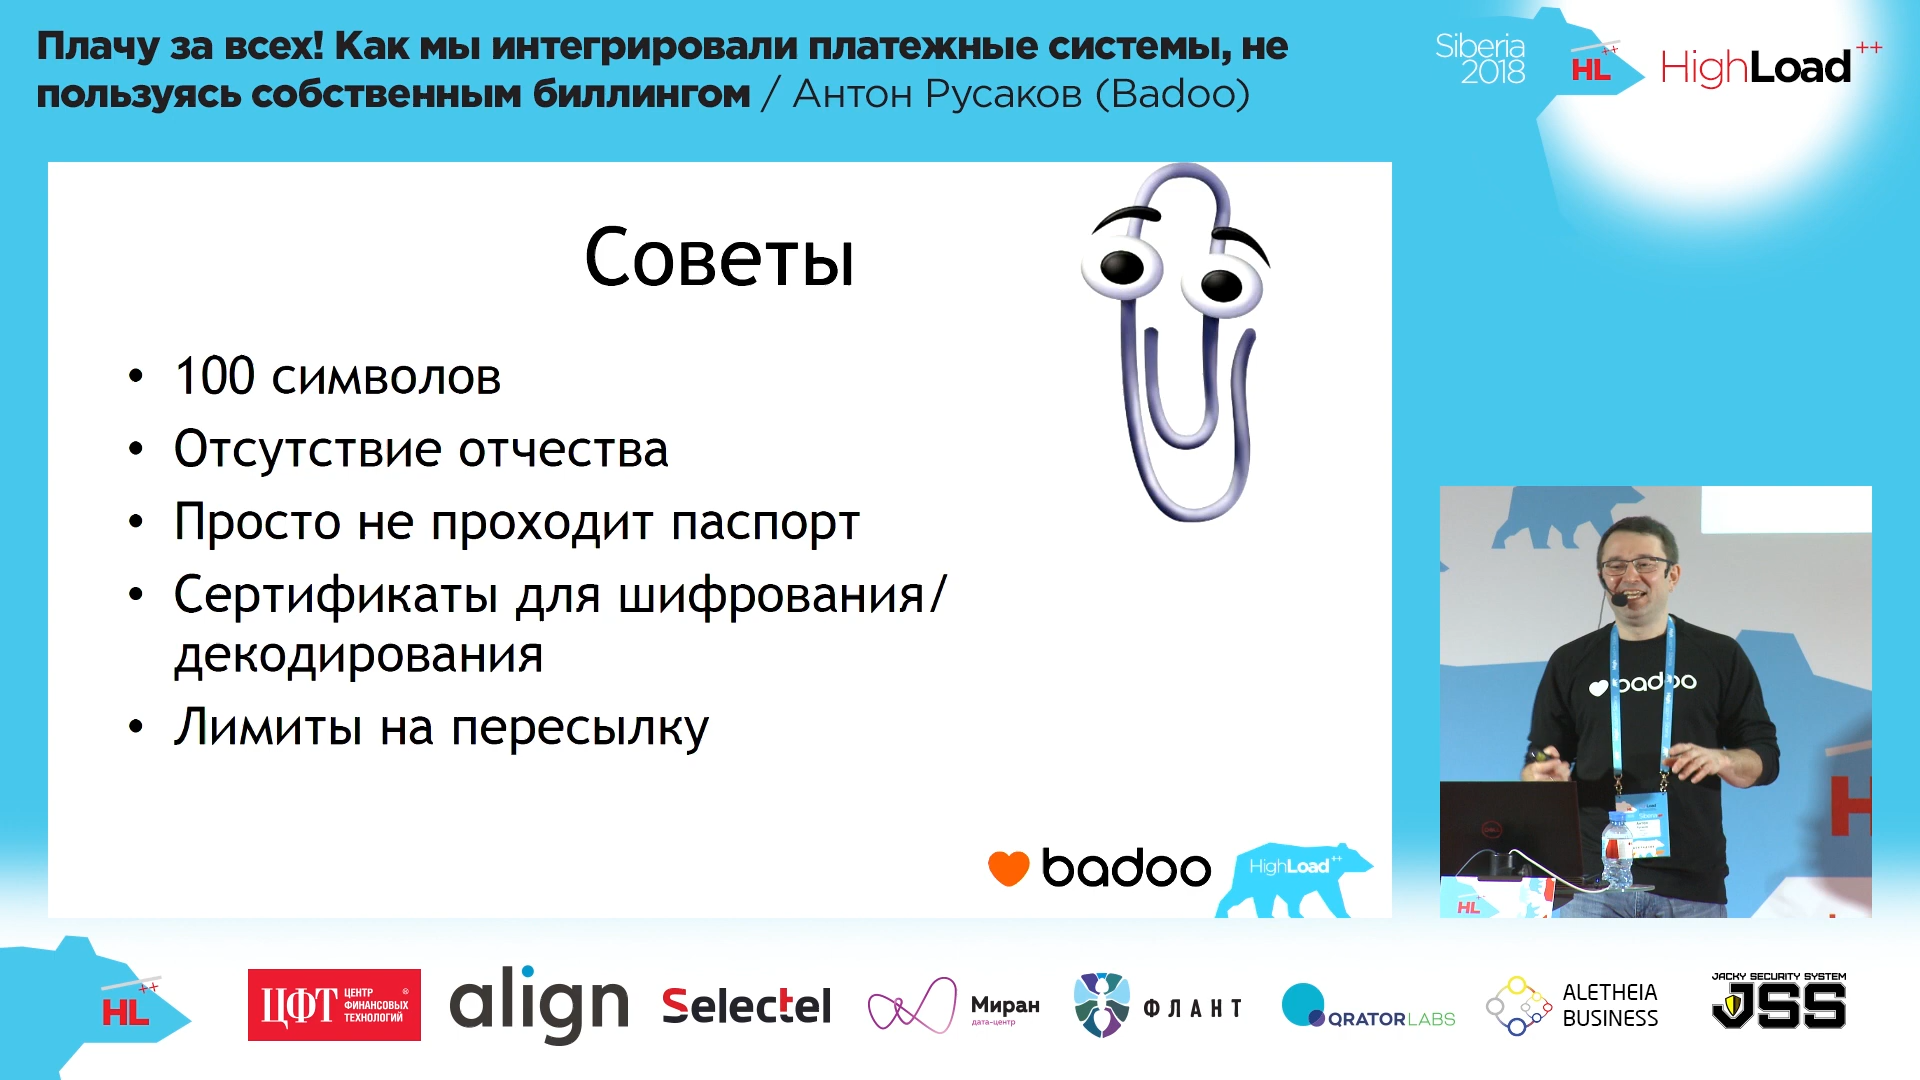 Плачу за всех! Как мы интегрировали платежные системы, не
пользуясь собственным биллингом / Антон Русаков (Badoo)
Siberia
2018
HL++
HighLoad++
Советы
• 100 символов
• Отсутствие отчества
• Просто не проходит паспорт
• Сертификаты для шифрования/
декодирования
• Лимиты на пересылку
badoo
HighLoad++
badoo
HL
HL++
ЦФТ
ЦЕНТР
ФИНАНСОВЫХ
ТЕХНОЛОГИЙ
®
align
Selectel
Миран
дата-центр
ФЛАНТ
QRATOR LABS
ALETHEIA
BUSINESS
JACKY SECURITY SYSTEM
JSS